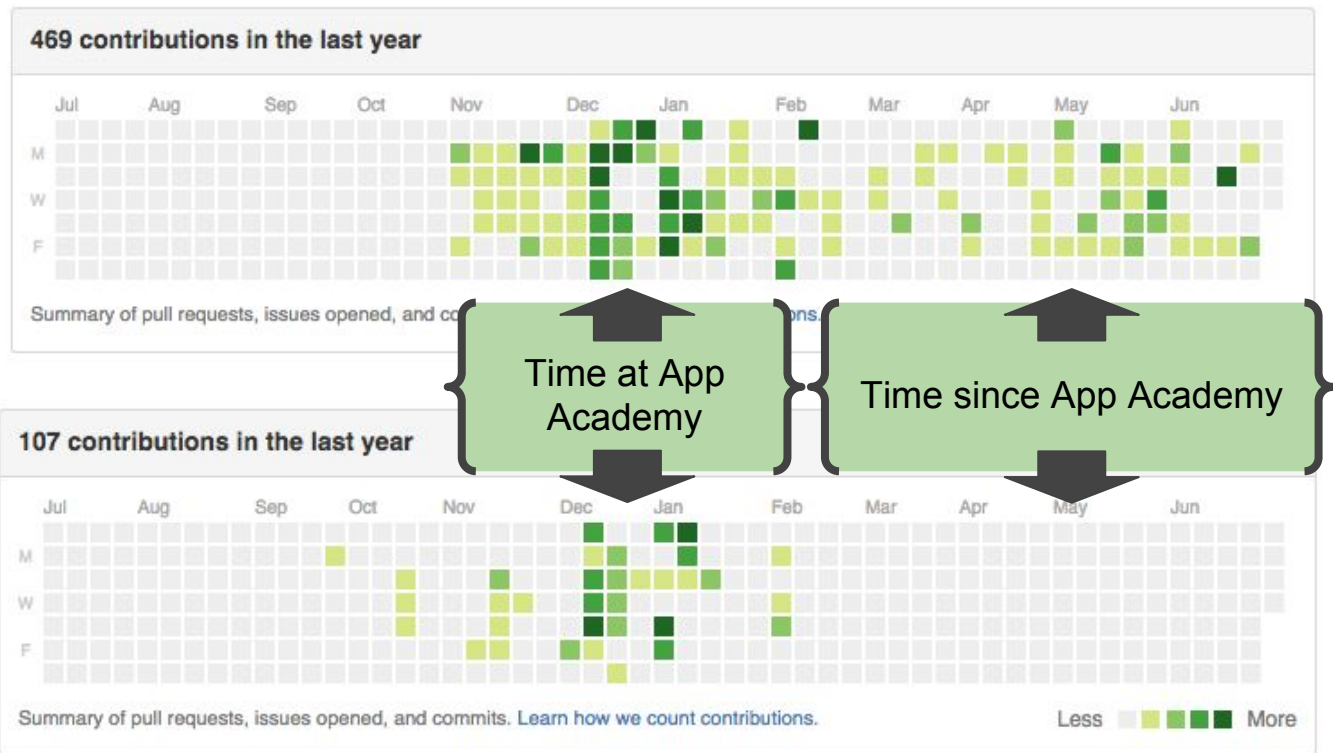 469 contributions in the last year
Jul Aug Sep Oct Nov Dec Jan Feb Mar Apr May Jun
M
W
F
Summary of pull requests, issues opened, and
Time at App
Academy
Time since App Academy
107 contributions in the last year
Jul Aug Sep Oct Nov Dec Jan Feb Mar Apr May Jun
M
W
F
Summary of pull requests, issues opened, and commits. Learn how we count contributions.
Less More